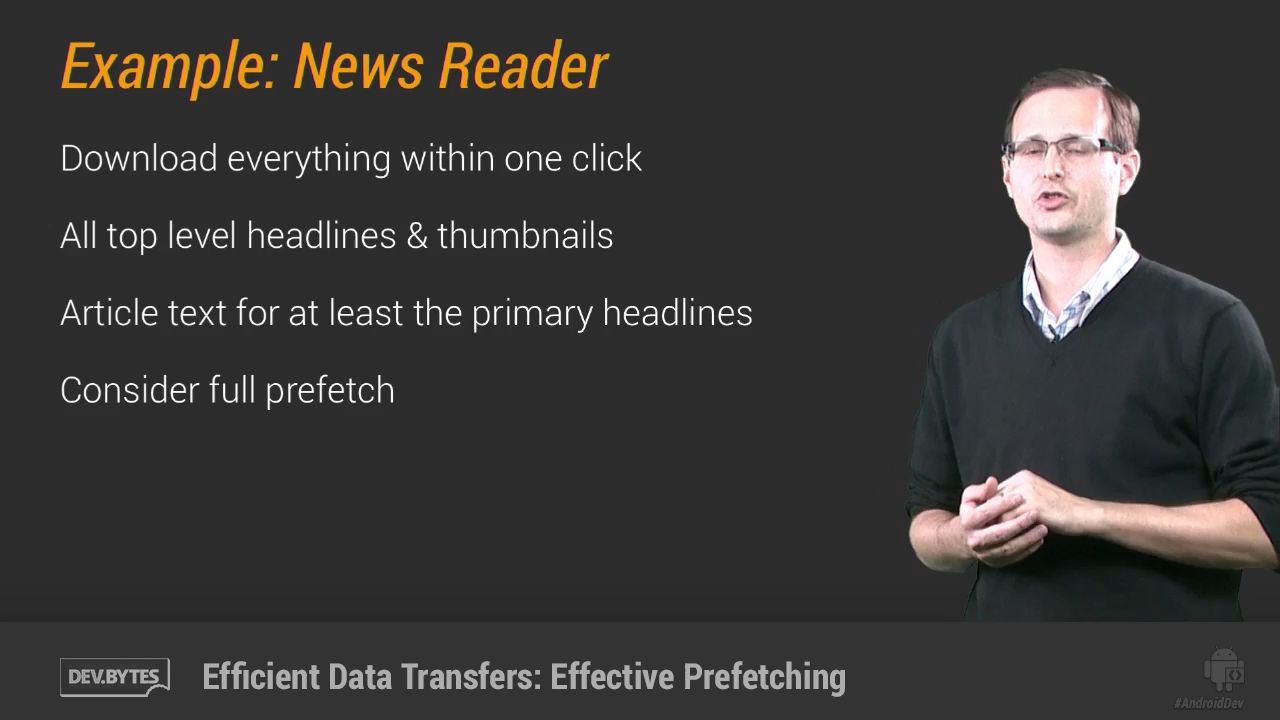 Example: News Reader
Download everything within one click
All top level headlines & thumbnails
Article text for at least the primary headlines
Consider full prefetch
DEV.BYTES
Efficient Data Transfers: Effective Prefetching
#AndroidDev